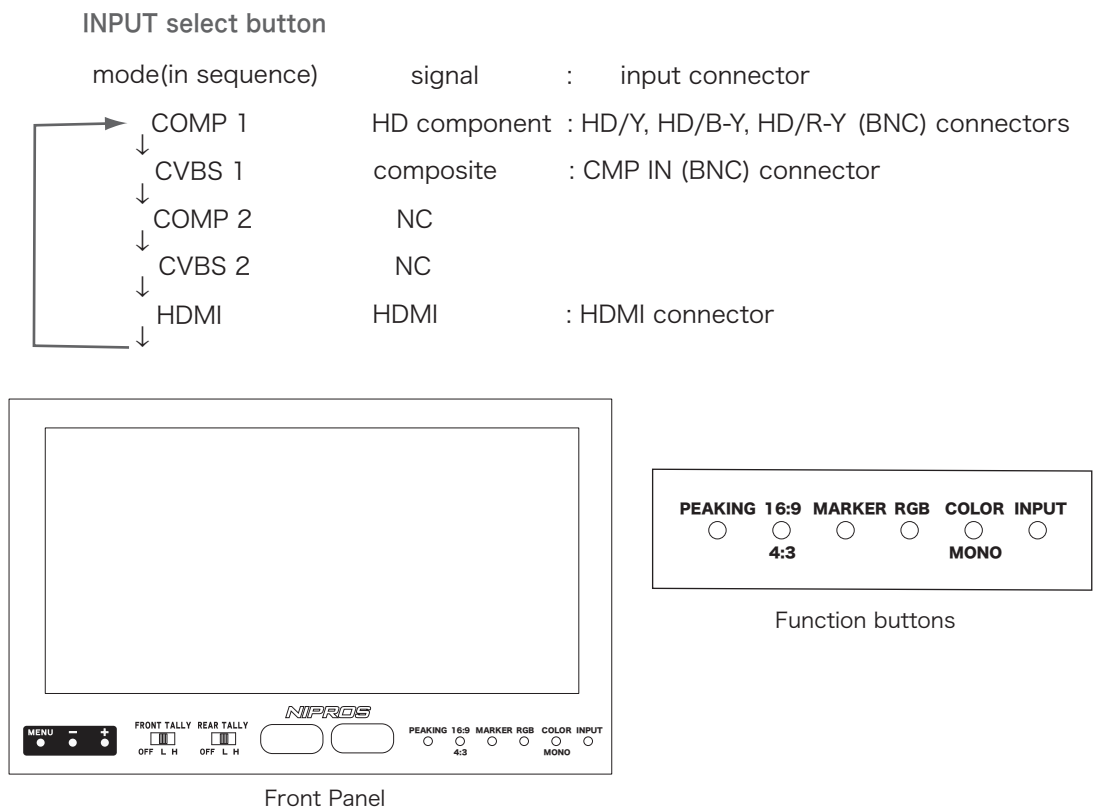 INPUT select button
mode(in sequence) signal : input connector
COMP 1 HD component : HD/Y, HD/B-Y, HD/R-Y (BNC) connectors
↓
CVBS 1 composite : CMP IN (BNC) connector
↓
COMP 2 NC
↓
CVBS 2 NC
↓
HDMI HDMI : HDMI connector
↓
PEAKING 16:9 MARKER RGB COLOR INPUT
4:3 MONO
Function buttons
NIPROS
MENU − +
FRONT TALLY REAR TALLY
OFF L H OFF L H
PEAKING 16:9 MARKER RGB COLOR INPUT
4:3 MONO
Front Panel